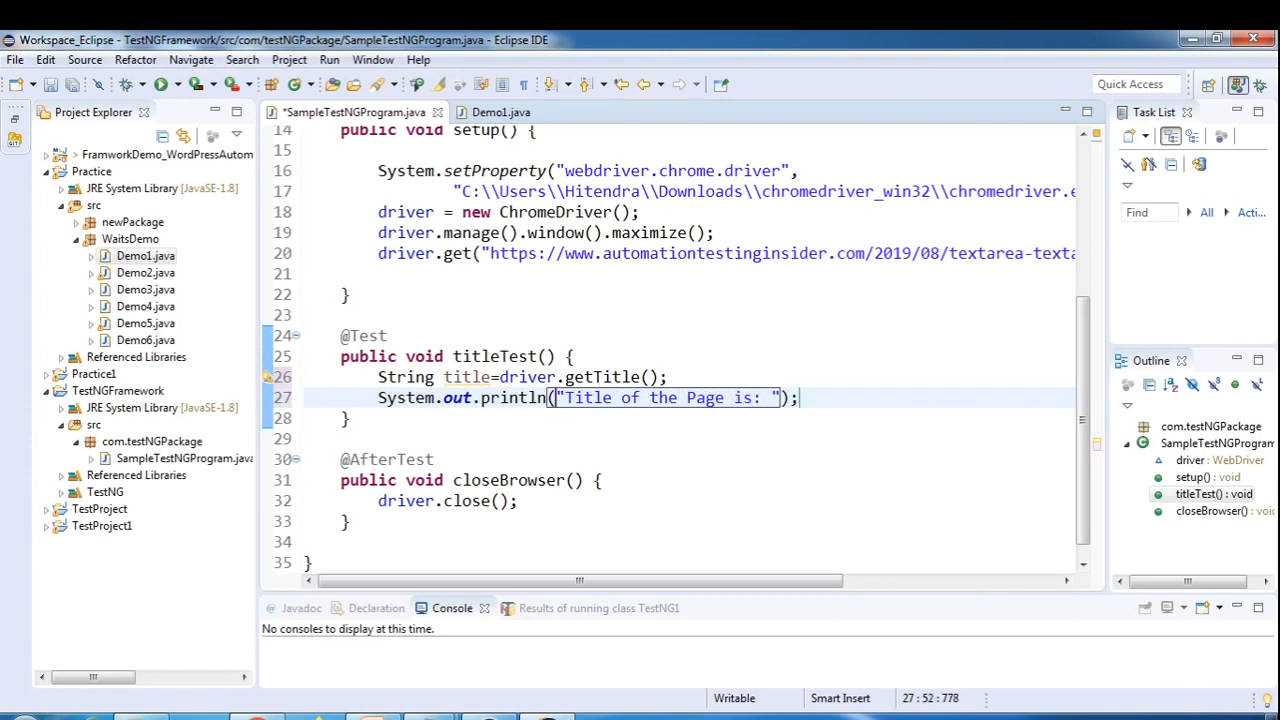 Workspace_Eclipse - TestNGFramework/src/com/testNGPackage/SampleTestNGProgram.java - Eclipse IDE
File Edit Source Refactor Navigate Search Project Run Window Help
Quick Access
Project Explorer
*SampleTestNGProgram.java Demo1.java
Task List
> FramworkDemo_WordPressAutom
Practice
JRE System Library [JavaSE-1.8]
src
newPackage
WaitsDemo
Demo1.java
Demo2.java
Demo3.java
Demo4.java
Demo5.java
Demo6.java
Referenced Libraries
Practice1
TestNGFramework
JRE System Library [JavaSE-1.8]
src
com.testNGPackage
SampleTestNGProgram.java
Referenced Libraries
TestNG
TestProject
TestProject1
14 public void setup() {
15
16 System.setProperty("webdriver.chrome.driver",
17 "C:\\Users\\Hitendra\\Downloads\\chromedriver_win32\\chromedriver.e
18 driver = new ChromeDriver();
19 driver.manage().window().maximize();
20 driver.get("https://www.automationtestinginsider.com/2019/08/textarea-texta
21
22 }
23
24 @Test
25 public void titleTest() {
26 String title=driver.getTitle();
27 System.out.println("Title of the Page is: ");
28 }
29
30 @AfterTest
31 public void closeBrowser() {
32 driver.close();
33 }
34
35 }
Find All Acti...
Outline
com.testNGPackage
SampleTestNGProgram
driver : WebDriver
setup() : void
titleTest() : void
closeBrowser() : void
Javadoc Declaration Console Results of running class TestNG1
No consoles to display at this time.
Writable Smart Insert 27 : 52 : 778